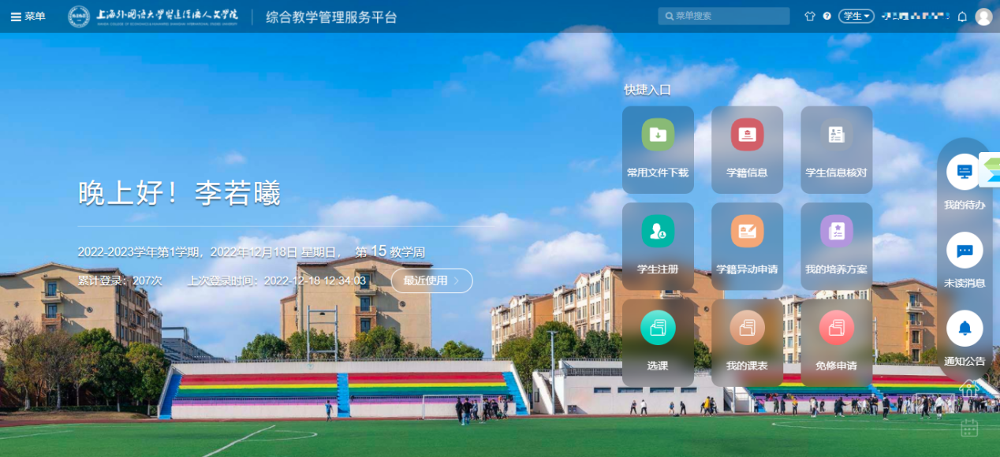 菜单
上海外国语大学贤达经济人文学院
综合教学管理服务平台
菜单搜索
学生
快捷入口
常用文件下载
学籍信息
学生信息核对
晚上好！李若曦
我的待办
2022-2023学年第1学期，2022年12月18日 星期日， 第 15 教学周
学生注册
学籍异动申请
我的培养方案
累计登录：207次
上次登录时间：2022-12-18 12:34:03
最近使用
未读消息
选课
我的课表
免修申请
通知公告